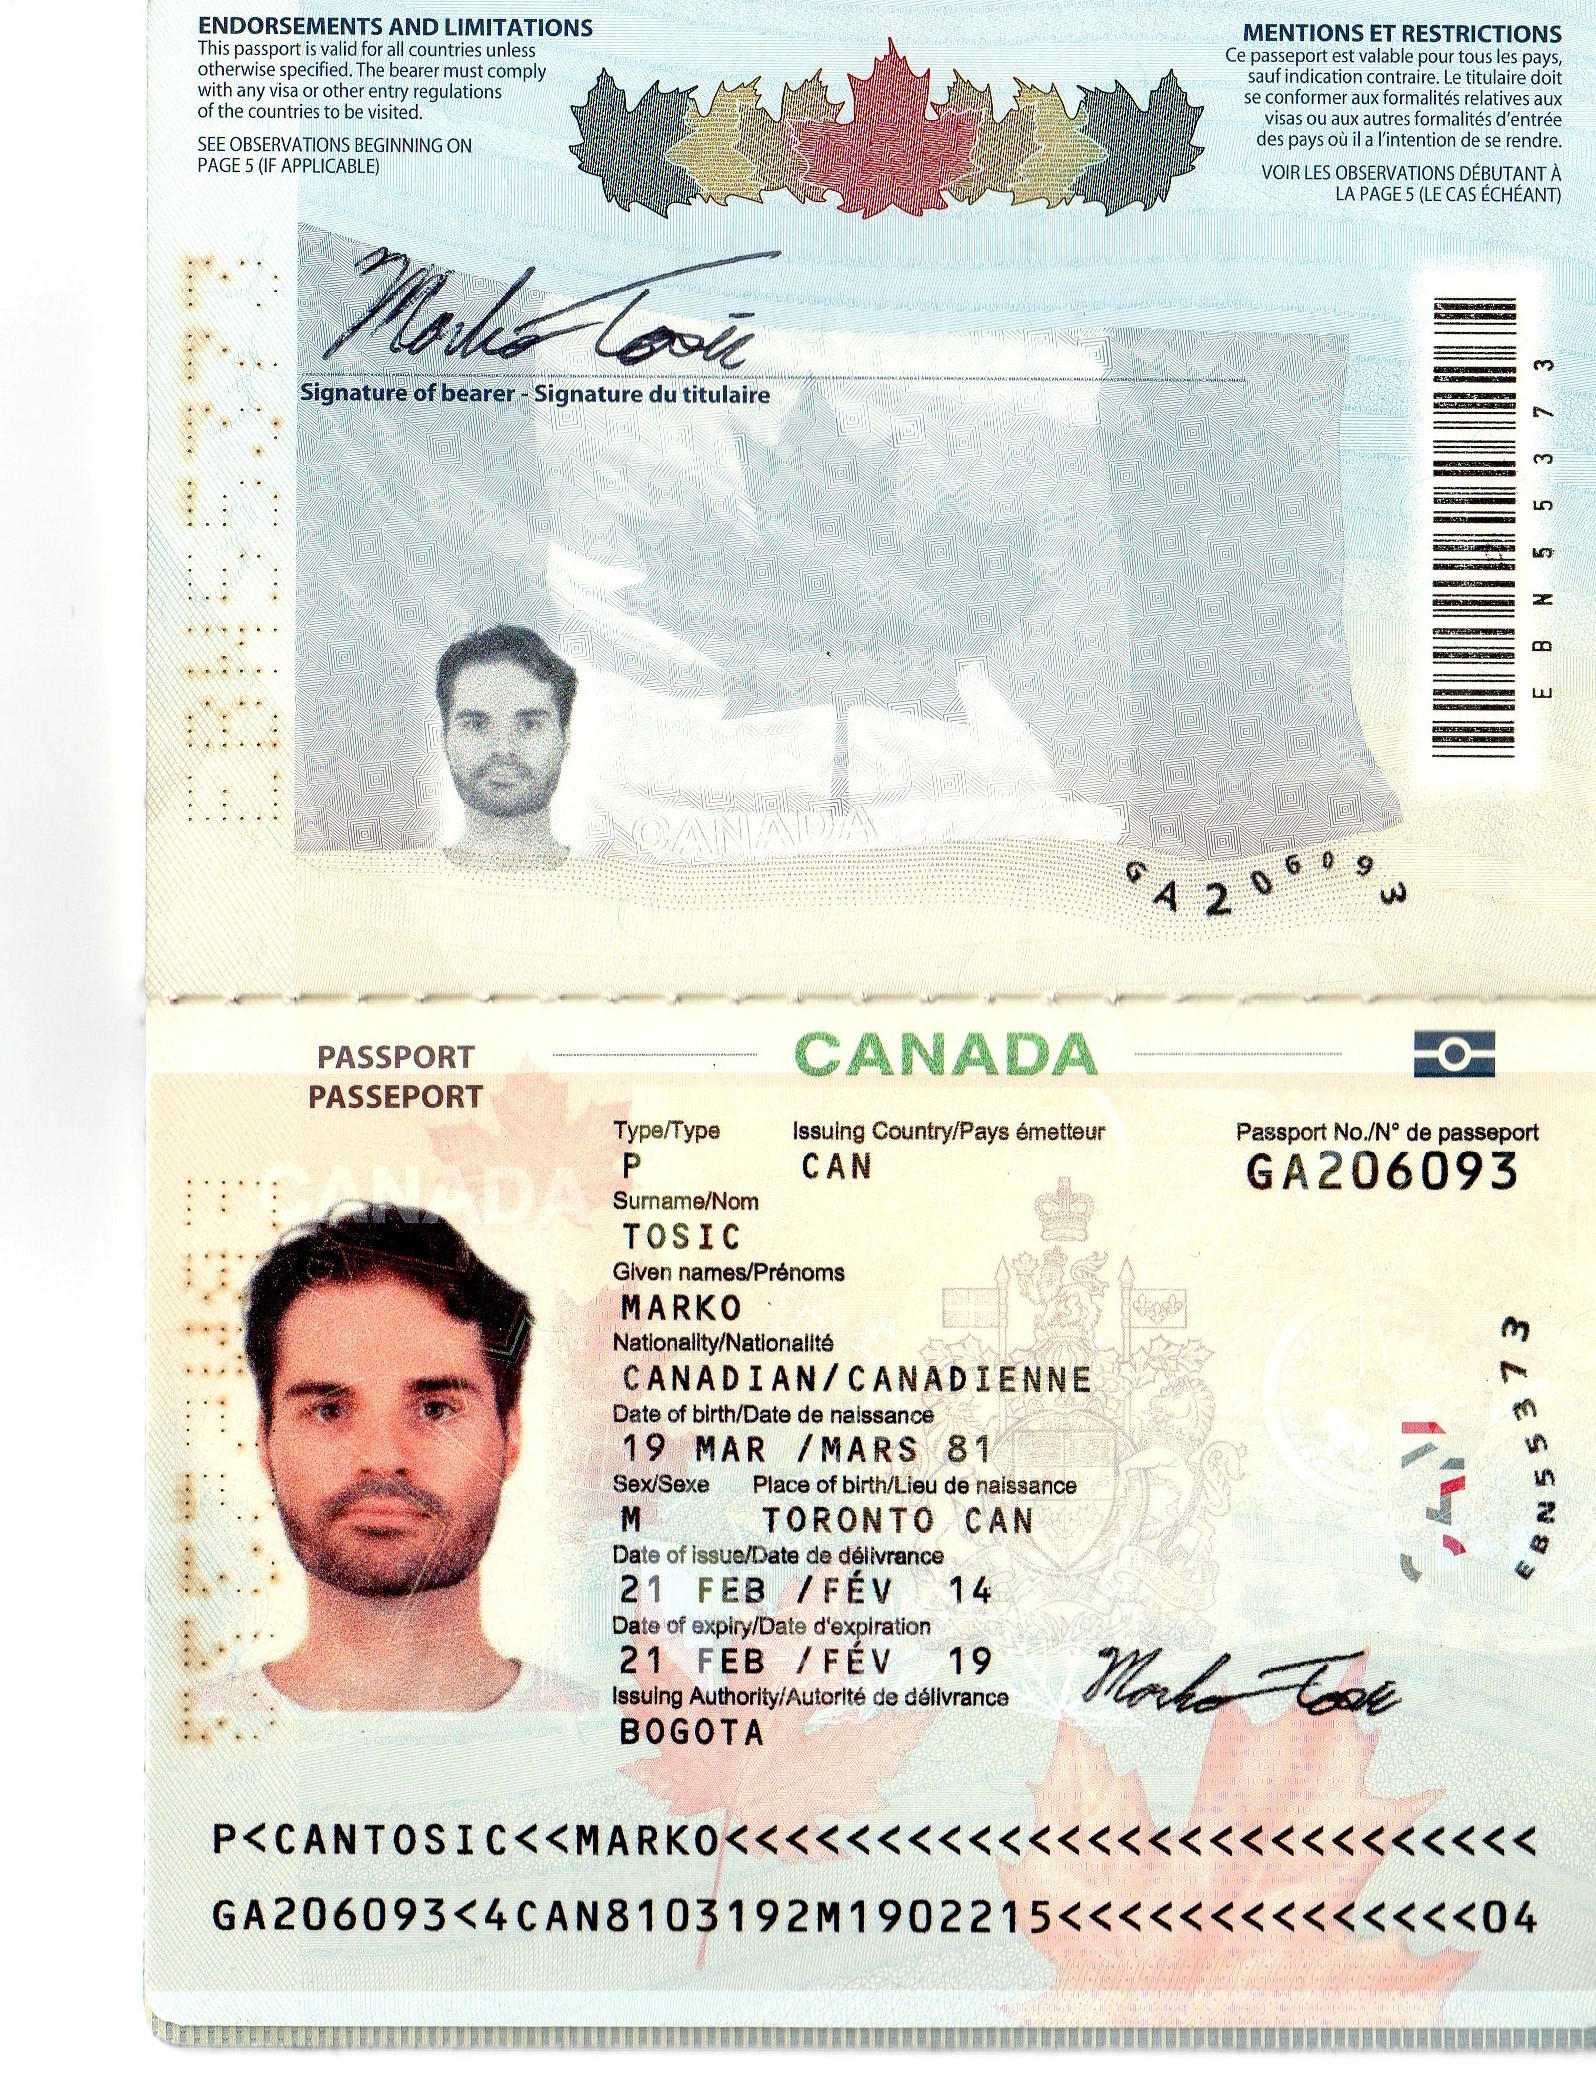 ENDORSEMENTS AND LIMITATIONS
This passport is valid for all countries unless
otherwise specified. The bearer must comply
with any visa or other entry regulations
of the countries to be visited.
SEE OBSERVATIONS BEGINNING ON
PAGE 5 (IF APPLICABLE)
MENTIONS ET RESTRICTIONS
Ce passeport est valable pour tous les pays,
sauf indication contraire. Le titulaire doit
se conformer aux formalités relatives aux
visas ou aux autres formalités d'entrée
des pays où il a l'intention de se rendre.
VOIR LES OBSERVATIONS DÉBUTANT À
LA PAGE 5 (LE CAS ÉCHÉANT)
Marko Tosic
Signature of bearer - Signature du titulaire
EBN55373
CANADA
GA206093
PASSPORT
PASSEPORT
CANADA
Type/Type Issuing Country/Pays émetteur Passport No./N° de passeport
P CAN GA206093
CANADA
Surname/Nom
TOSIC
Given names/Prénoms
MARKO
Nationality/Nationalité
CANADIAN/CANADIENNE
Date of birth/Date de naissance
19 MAR /MARS 81
Sex/Sexe Place of birth/Lieu de naissance
M TORONTO CAN
Date of issue/Date de délivrance
21 FEB /FÉV 14
Date of expiry/Date d'expiration
21 FEB /FÉV 19
Issuing Authority/Autorité de délivrance
BOGOTA
Marko Tosic
EBN55373
P<CANTOSIC<<MARKO<<<<<<<<<<<<<<<<<<<<<<<<<<<
GA206093<4CAN8103192M1902215<<<<<<<<<<<<<<04